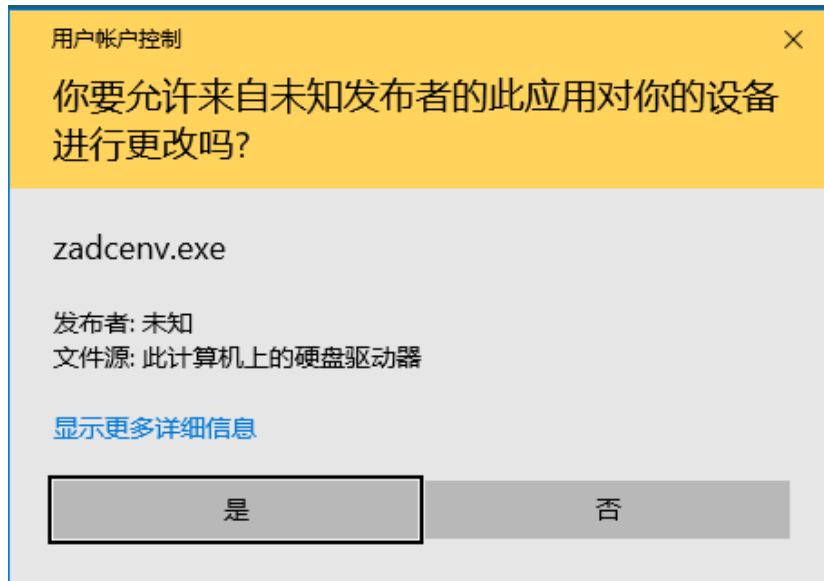 用户帐户控制
你要允许来自未知发布者的此应用对你的设备
进行更改吗?
zadcenv.exe
发布者: 未知
文件源: 此计算机上的硬盘驱动器
显示更多详细信息
是
否